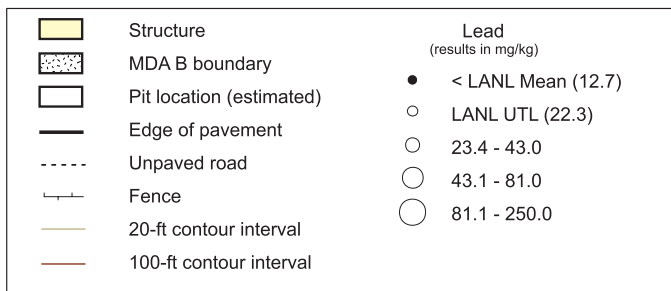 Structure
MDA B boundary
Pit location (estimated)
Edge of pavement
Unpaved road
Fence
20-ft contour interval
100-ft contour interval
Lead
(results in mg/kg)
< LANL Mean (12.7)
LANL UTL (22.3)
23.4 - 43.0
43.1 - 81.0
81.1 - 250.0